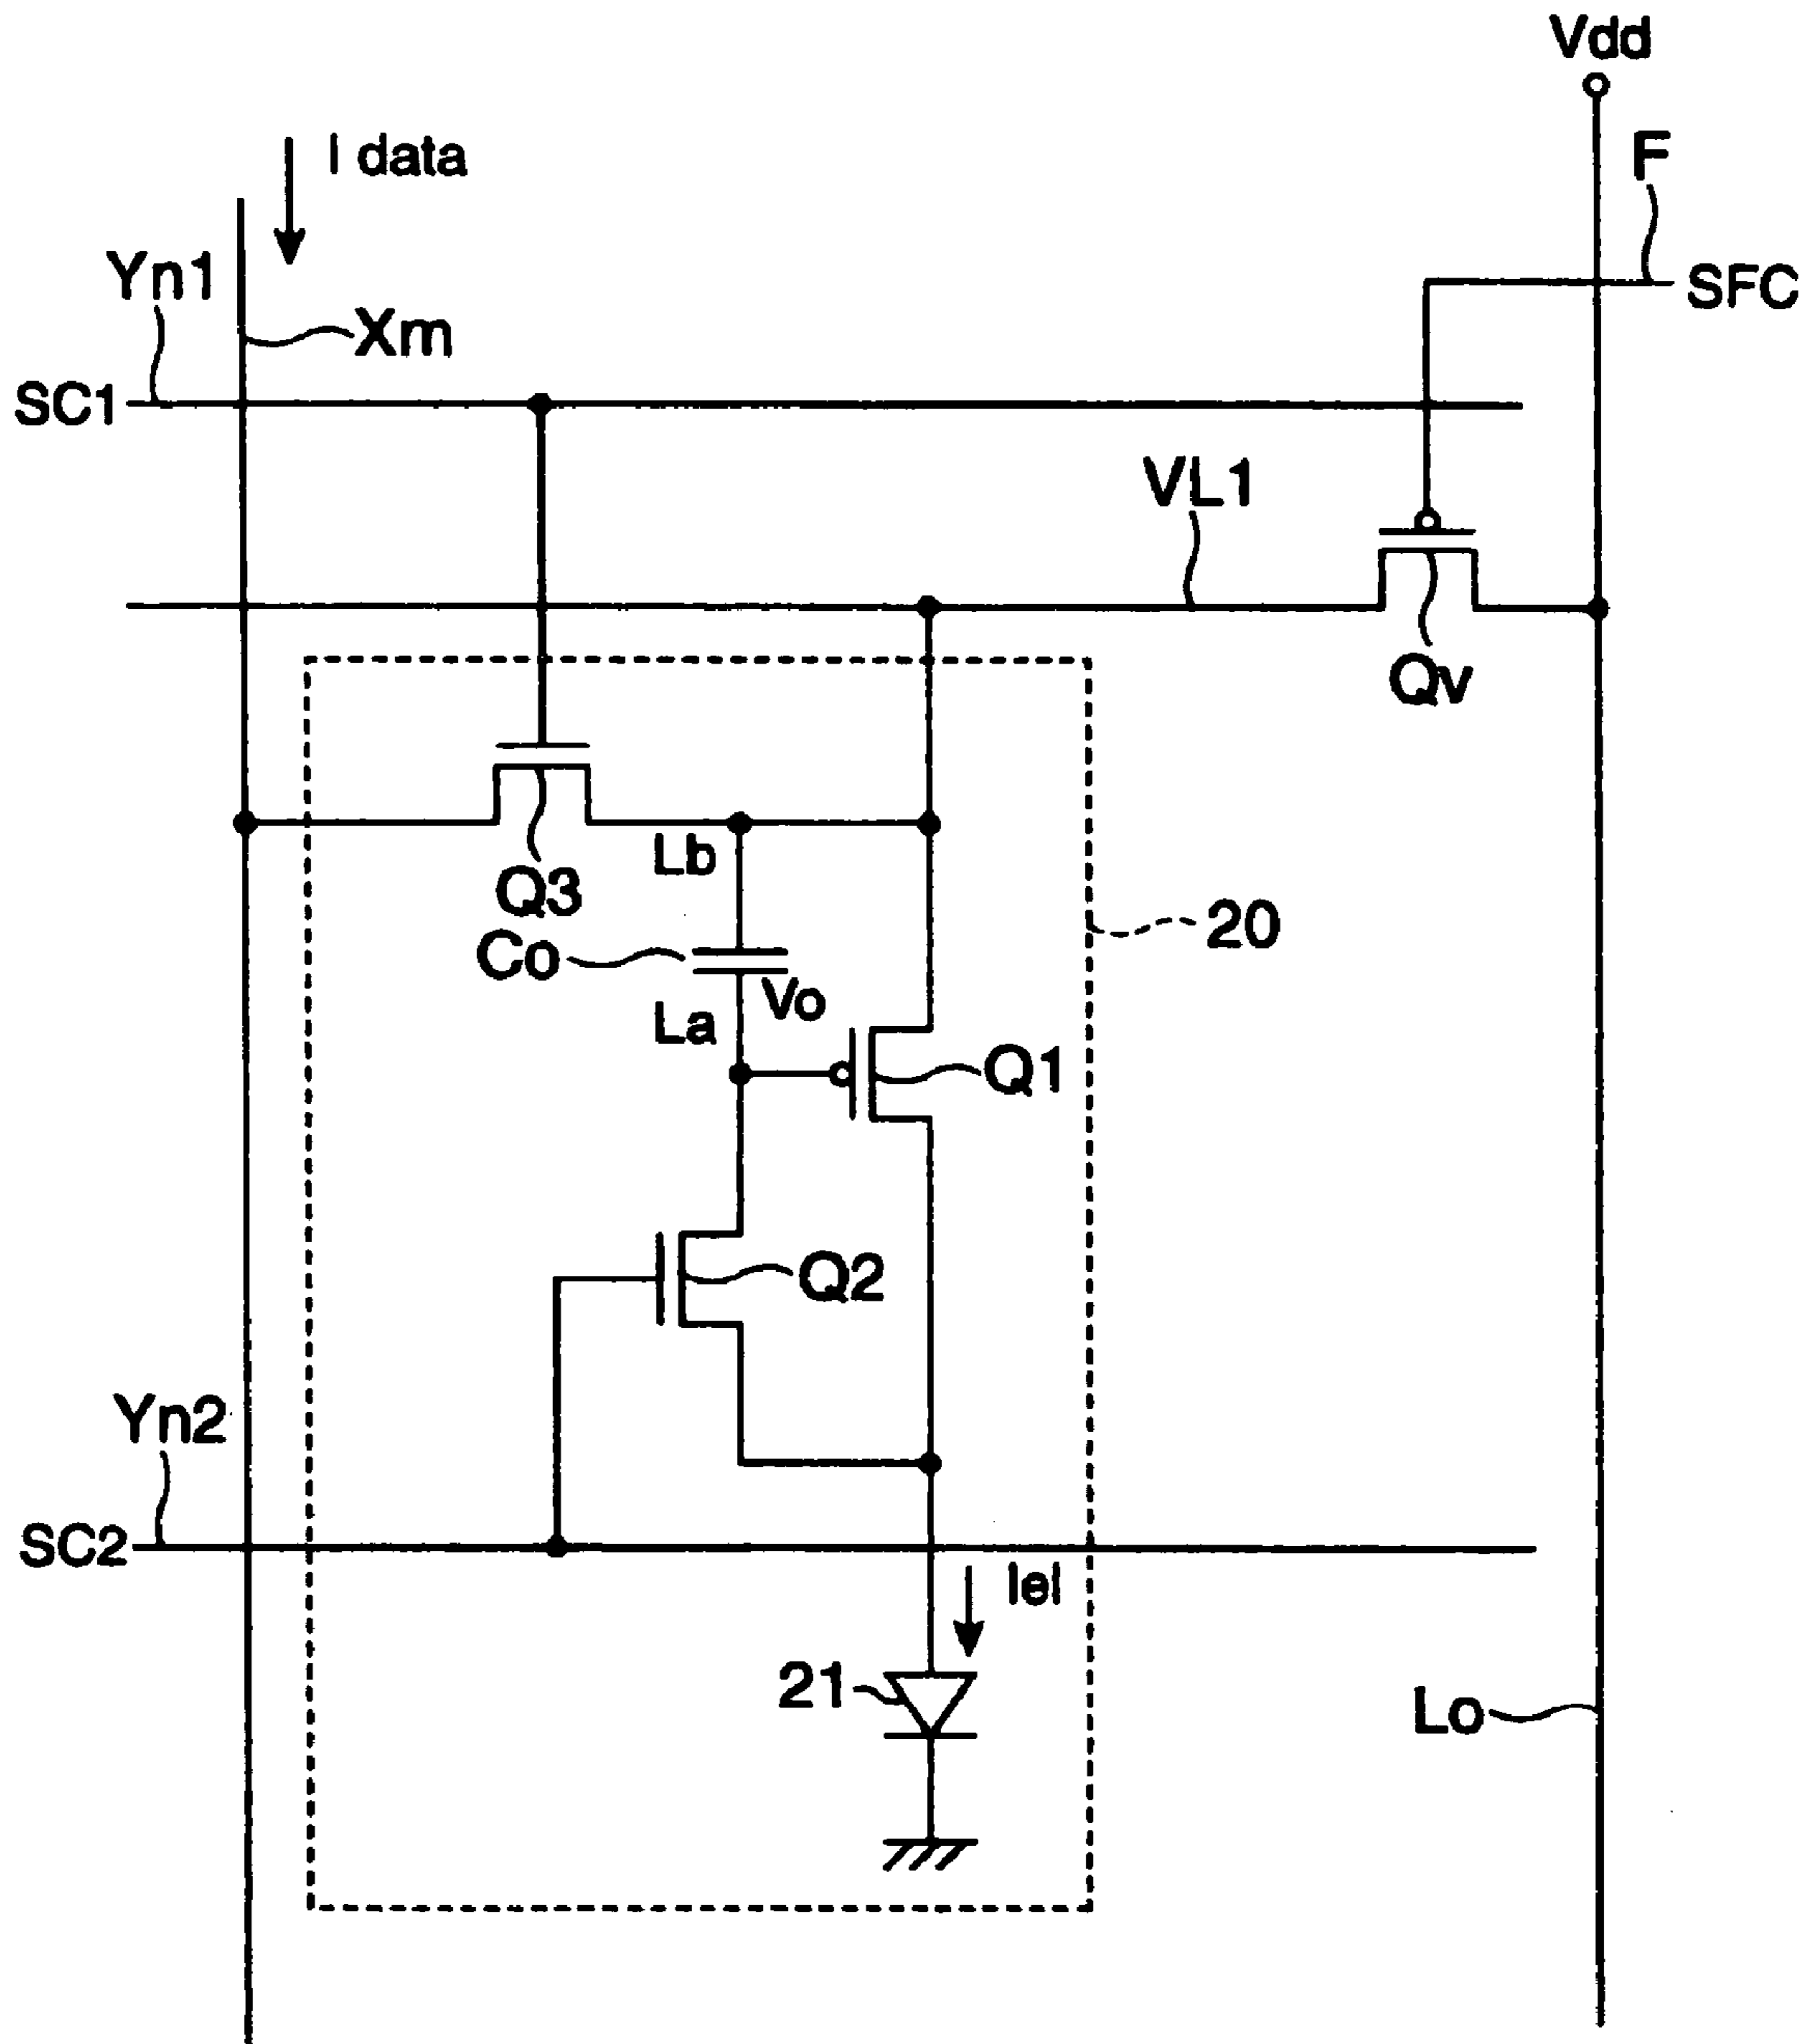 Vdd
I data
F
Yn1
SFC
Xm
SC1
VL1
Qv
Lb
Q3
20
Co
Vo
La
Q1
Q2
Yn2
SC2
Iel
21
Lo